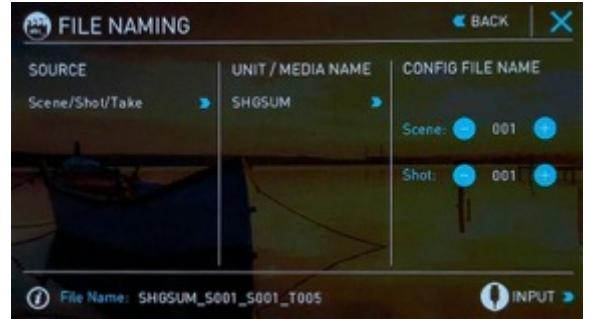 FILE NAMING
BACK
SOURCE
Scene/Shot/Take
UNIT / MEDIA NAME
SHGSUM
CONFIG FILE NAME
Scene: 001
Shot: 001
File Name: SHGSUM_S001_S001_T005
INPUT